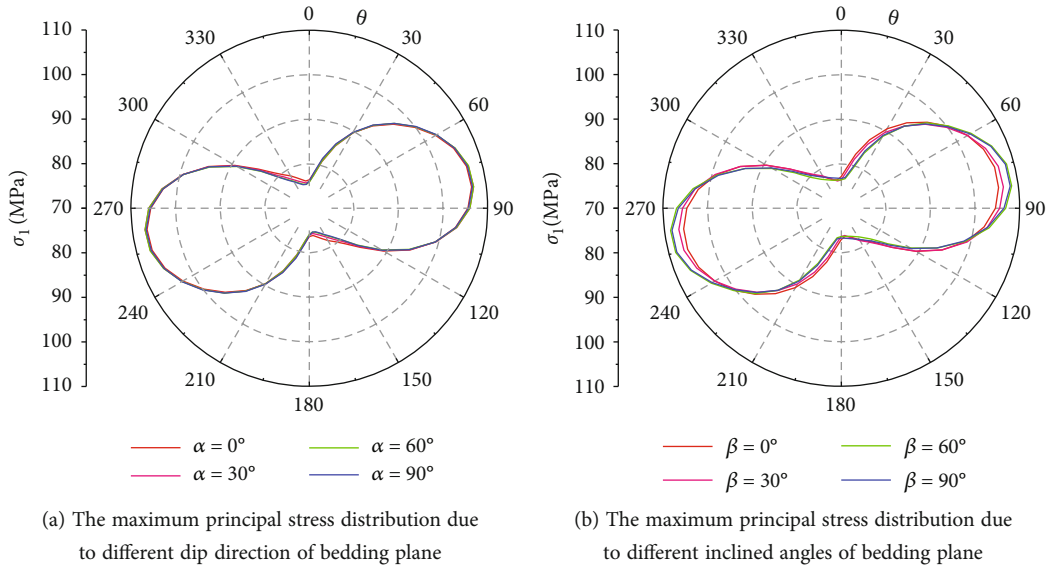 110
100
90
80
70
80
90
100
110
σ1 (MPa)
0
θ
30
60
90
120
150
180
210
240
270
300
330
α = 0°
α = 30°
α = 60°
α = 90°
(a) The maximum principal stress distribution due
to different dip direction of bedding plane
110
100
90
80
70
80
90
100
110
σ1 (MPa)
0
θ
30
60
90
120
150
180
210
240
270
300
330
β = 0°
β = 30°
β = 60°
β = 90°
(b) The maximum principal stress distribution due
to different inclined angles of bedding plane